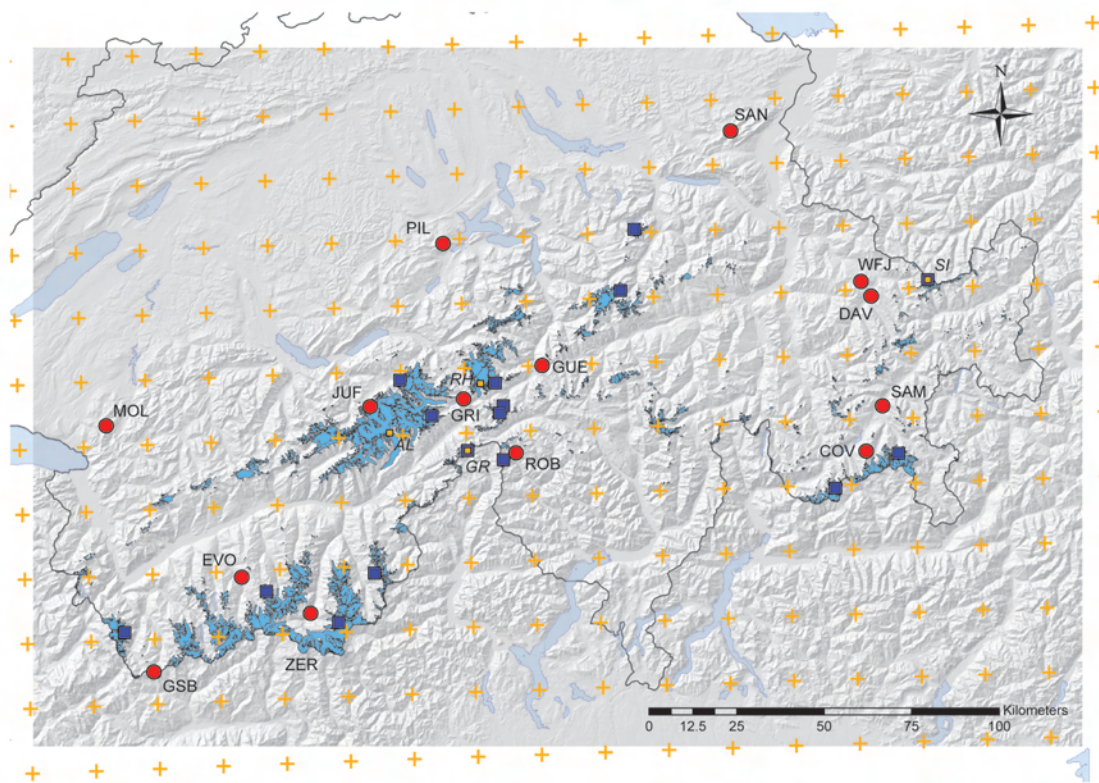 N
SAN
PIL
WFJ
SI
DAV
RH
GUE
JUF
GRI
SAM
MOL
AL
GR
ROB
COV
EVO
ZER
GSB
Kilometers
0 12.5 25 50 75 100